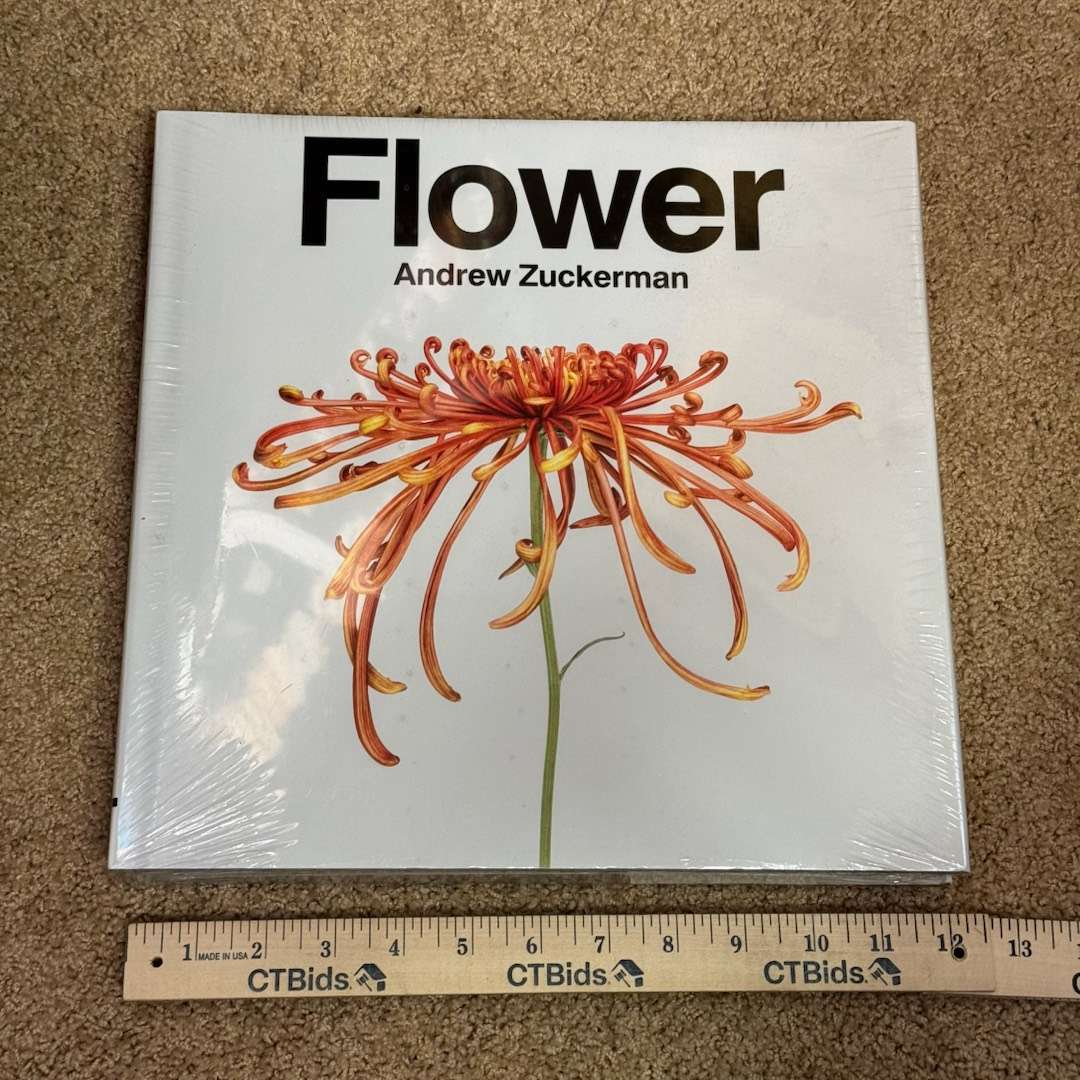 Flower
Andrew Zuckerman
1 MADE IN USA 2 3 4 5 6 7 8 9 10 11 12 13
CTBids. CTBids. CTBids.